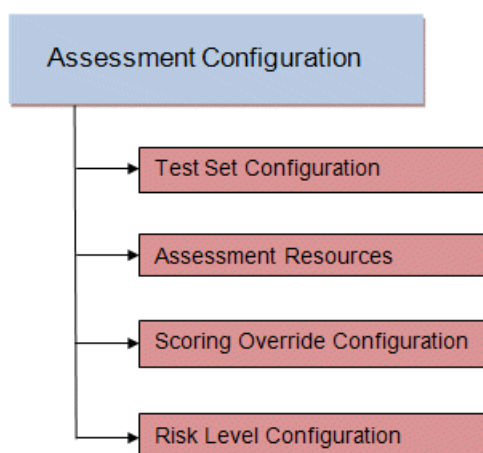 Assessment Configuration
Test Set Configuration
Assessment Resources
Scoring Override Configuration
Risk Level Configuration